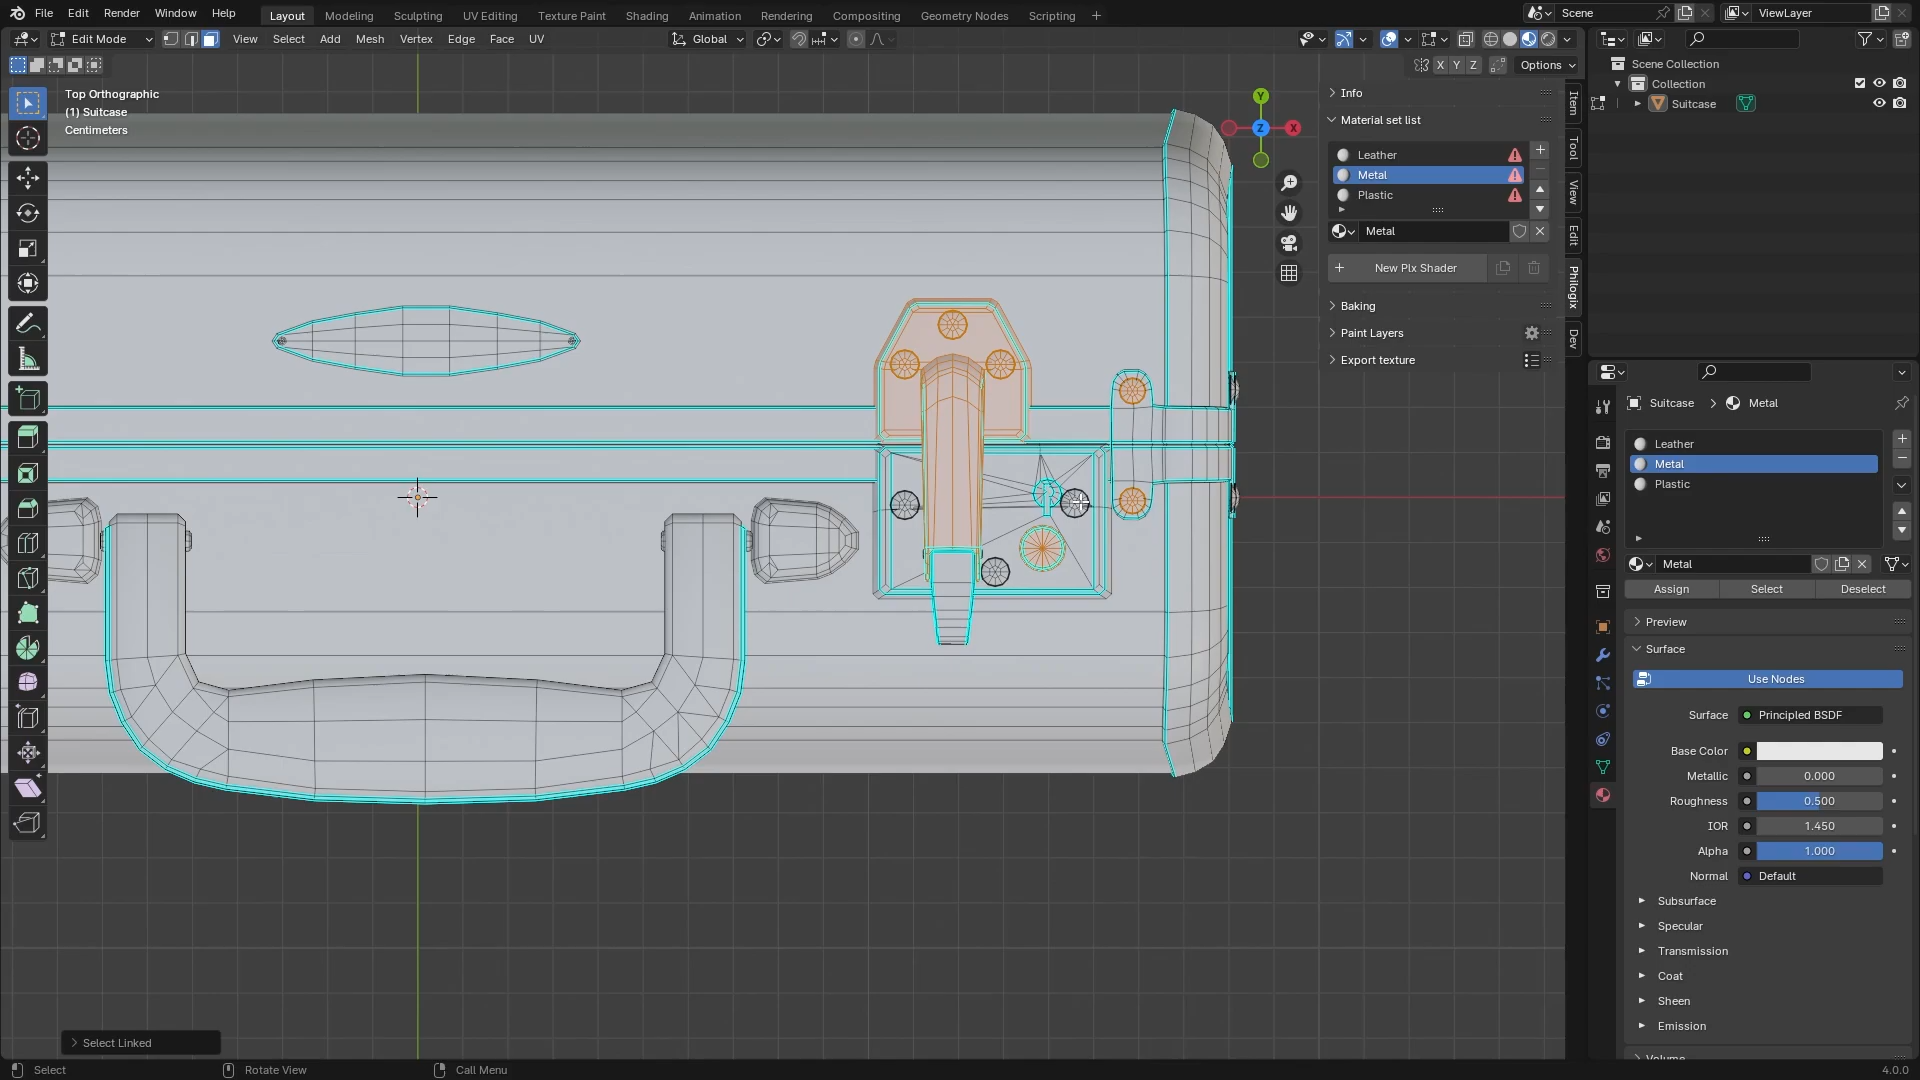 File Edit Render Window Help
Layout Modeling Sculpting UV Editing Texture Paint Shading Animation Rendering Compositing Geometry Nodes Scripting +
Scene
ViewLayer
Edit Mode
View Select Add Mesh Vertex Edge Face UV
Global
X Y Z
Options
Top Orthographic
(1) Suitcase
Centimeters
Y
Z
X
Info
Material set list
Leather
Metal
Plastic
Metal
New Plx Shader
Baking
Paint Layers
Export texture
Item
Tool
View
Edit
Philogix
Dev
Scene Collection
Collection
Suitcase
Suitcase
Metal
Leather
Metal
Plastic
Metal
Assign Select Deselect
Preview
Surface
Use Nodes
Surface Principled BSDF
Base Color
Metallic 0.000
Roughness 0.500
IOR 1.450
Alpha 1.000
Normal Default
Subsurface
Specular
Transmission
Coat
Sheen
Emission
Volume
Select Linked
Select
Rotate View
Call Menu
4.0.0